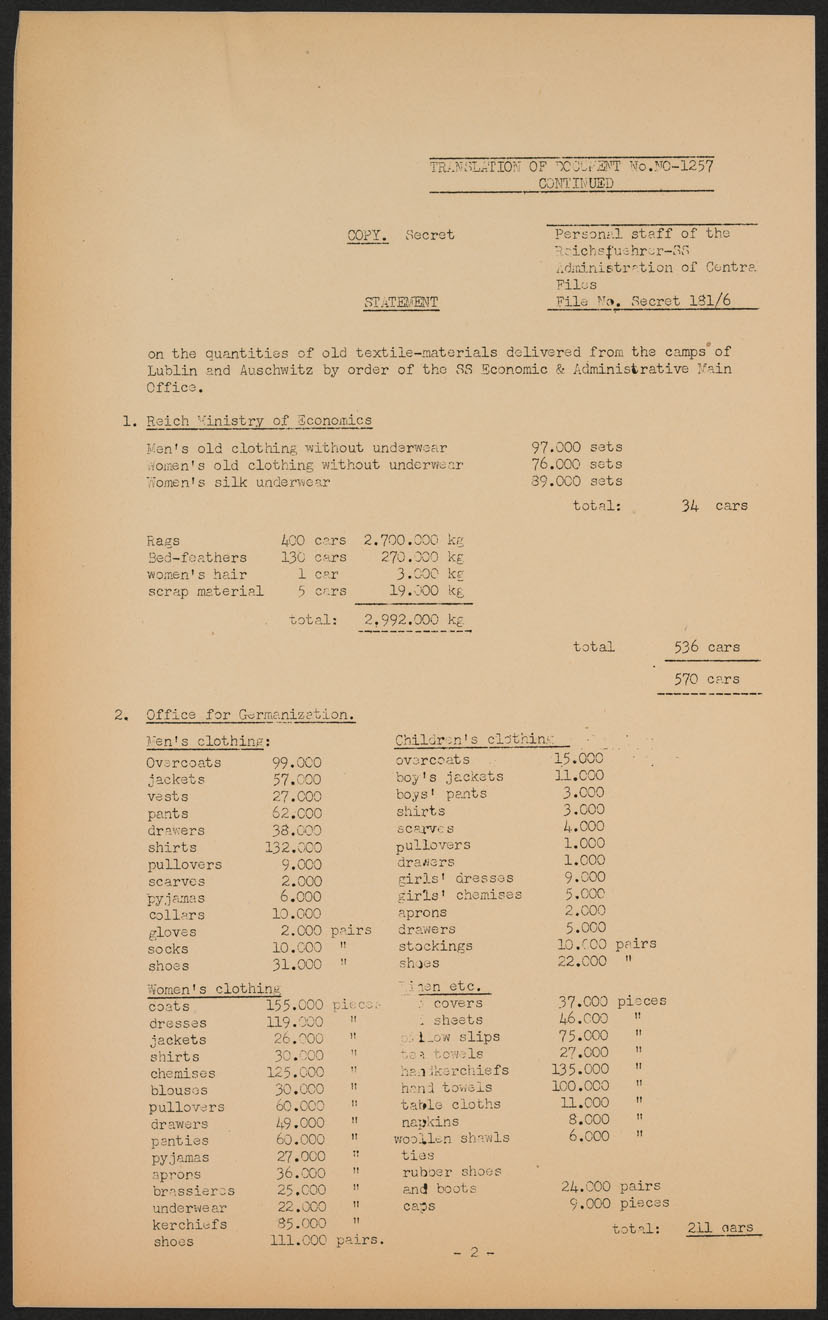 TRANSLATION OF DOCUMENT No.NO-1257
CONTINUED
COPY. Secret
Personal staff of the
Reichsfuehrer-SS
Administration of Centra
Files
File No. Secret 181/6
STATEMENT
on the quantities of old textile-materials delivered from the camps of
Lublin and Auschwitz by order of the SS Economic & Administrative Main
Office.
1. Reich Ministry of Economics
Men's old clothing without underwear 97.000 sets
Women's old clothing without underwear 76.000 sets
Women's silk underwear 89.000 sets
total: 34 cars
Rags 400 cars 2.700.000 kg
Bed-feathers 130 cars 270.000 kg
women's hair 1 car 3.000 kg
scrap material 5 cars 19.000 kg
total: 2.992.000 kg
total 536 cars
570 cars
2. Office for Germanization.
Men's clothing:
Overcoats 99.000
jackets 57.000
vests 27.000
pants 62.000
drawers 38.000
shirts 132.000
pullovers 9.000
scarves 2.000
pyjamas 6.000
collars 10.000
gloves 2.000 pairs
socks 10.000 "
shoes 31.000 "
Children's clothing
overcoats 15.000
boy's jackets 11.000
boys' pants 3.000
shirts 3.000
scarves 4.000
pullovers 1.000
drawers 1.000
girls' dresses 9.000
girls' chemises 5.000
aprons 2.000
drawers 5.000
stockings 10.000 pairs
shoes 22.000 "
Women's clothing
coats 155.000 pieces
dresses 119.000 "
jackets 26.000 "
shirts 30.000 "
chemises 125.000 "
blouses 30.000 "
pullovers 60.000 "
drawers 49.000 "
panties 60.000 "
pyjamas 27.000 "
aprons 36.000 "
brassieres 25.000 "
underwear 22.000 "
kerchiefs 85.000 "
shoes 111.000 pairs.
Linen etc.
covers 37.000 pieces
sheets 46.000 "
pillow slips 75.000 "
tea towels 27.000 "
handkerchiefs 135.000 "
hand towels 100.000 "
table cloths 11.000 "
napkins 8.000 "
woollen shawls 6.000 "
ties
rubber shoes
and boots 24.000 pairs
caps 9.000 pieces
total: 211 cars
- 2 -